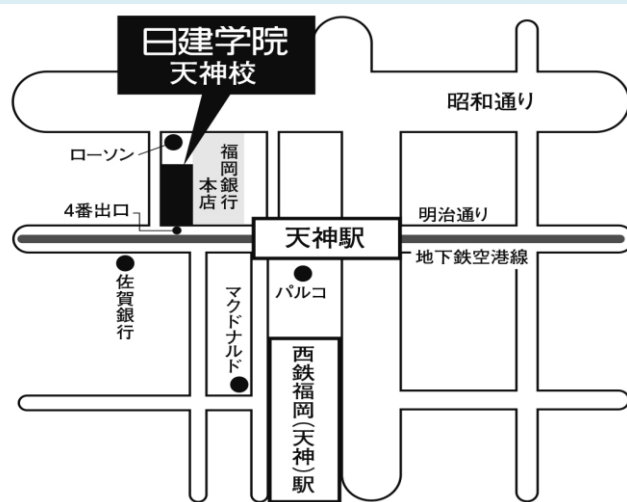 日建学院
天神校
昭和通り
ローソン
福岡銀行
本店
4番出口
明治通り
天神駅
地下鉄空港線
佐賀銀行
マクドナルド
パルコ
西鉄福岡(天神)駅